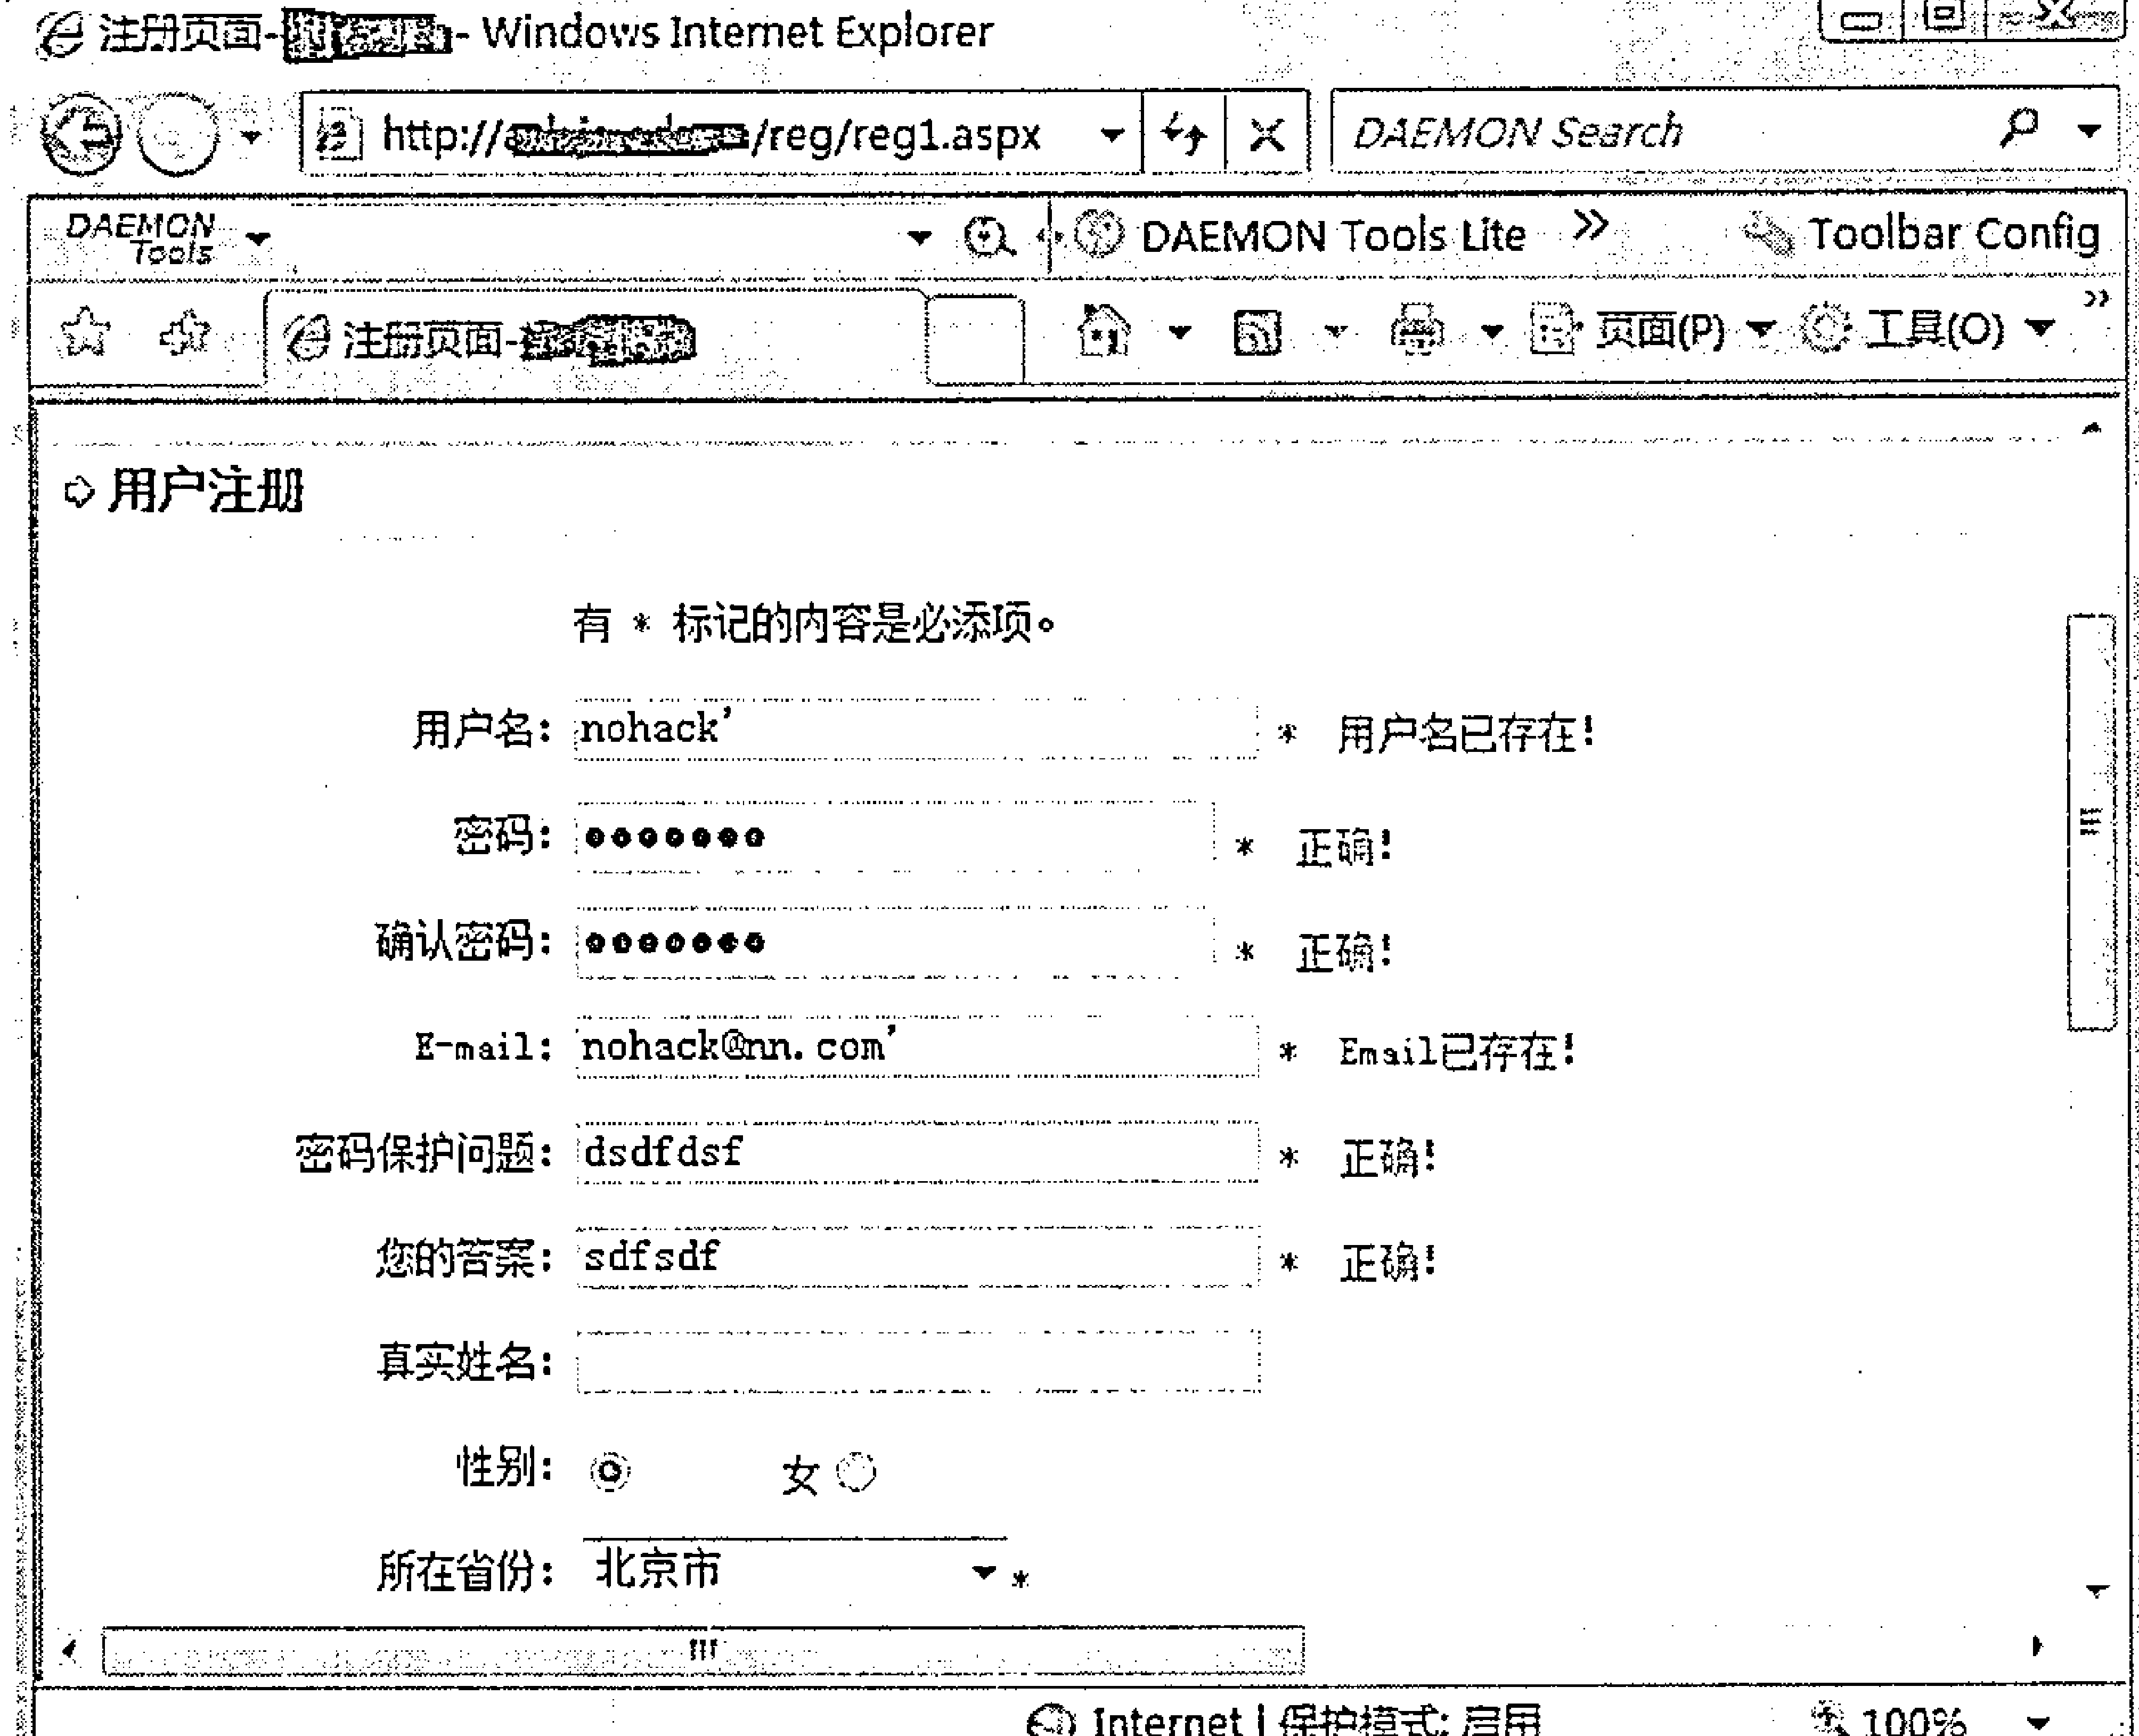 注册页面- - Windows Internet Explorer
http:// /reg/reg1.aspx
DAEMON Search
DAEMON Tools
DAEMON Tools Lite
Toolbar Config
注册页面-
页面(P)
工具(O)
用户注册
有 * 标记的内容是必添项。
用户名: nohack' * 用户名已存在!
密码: ●●●●●●● * 正确!
确认密码: ●●●●●●● * 正确!
E-mail: nohack@nn.com' * Email已存在!
密码保护问题: dsdfdsf * 正确!
您的答案: sdfsdf * 正确!
真实姓名:
性别: 女
所在省份: 北京市 *
Internet | 保护模式: 启用
100%